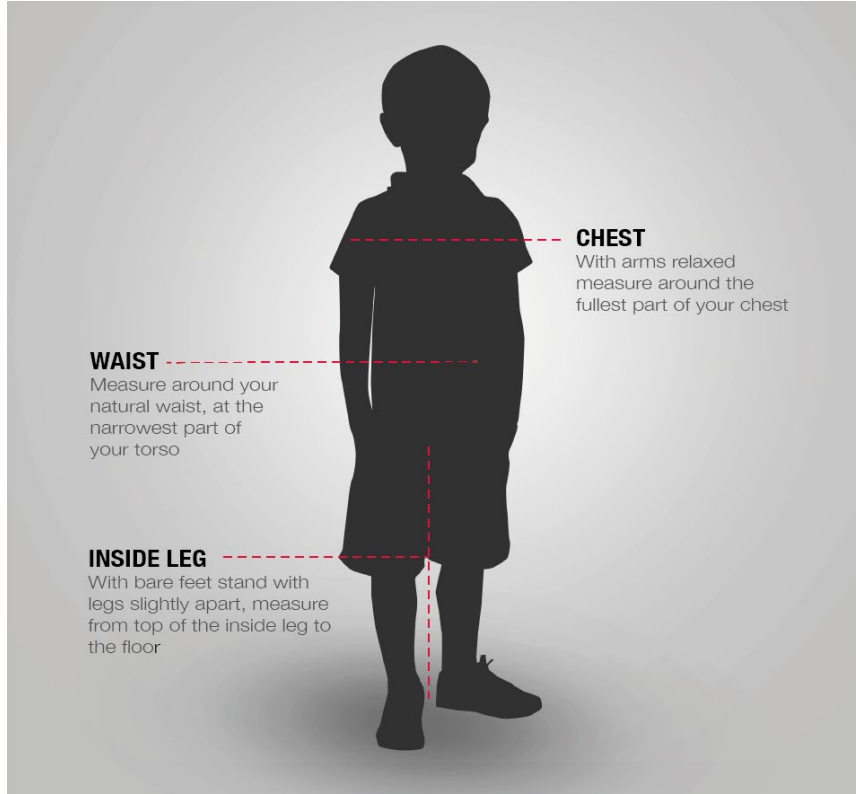 CHEST
With arms relaxed
measure around the
fullest part of your chest
WAIST
Measure around your
natural waist, at the
narrowest part of
your torso
INSIDE LEG
With bare feet stand with
legs slightly apart, measure
from top of the inside leg to
the floor